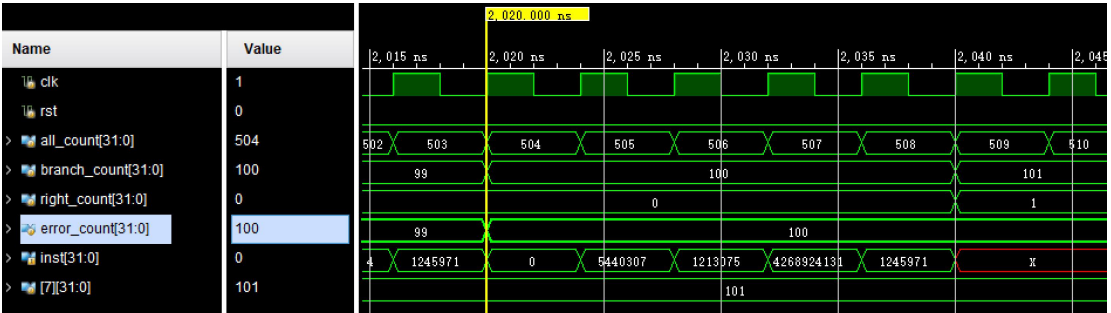 2,020.000 ns
Name Value
2,015 ns 2,020 ns 2,025 ns 2,030 ns 2,035 ns 2,040 ns 2,045
clk 1
rst 0
all_count[31:0] 504 502 503 504 505 506 507 508 509 510
branch_count[31:0] 100 99 100 101
right_count[31:0] 0 0 1
error_count[31:0] 100 99 100
inst[31:0] 0 4 1245971 0 5440307 1213075 4268924131 1245971 X
[7][31:0] 101 101